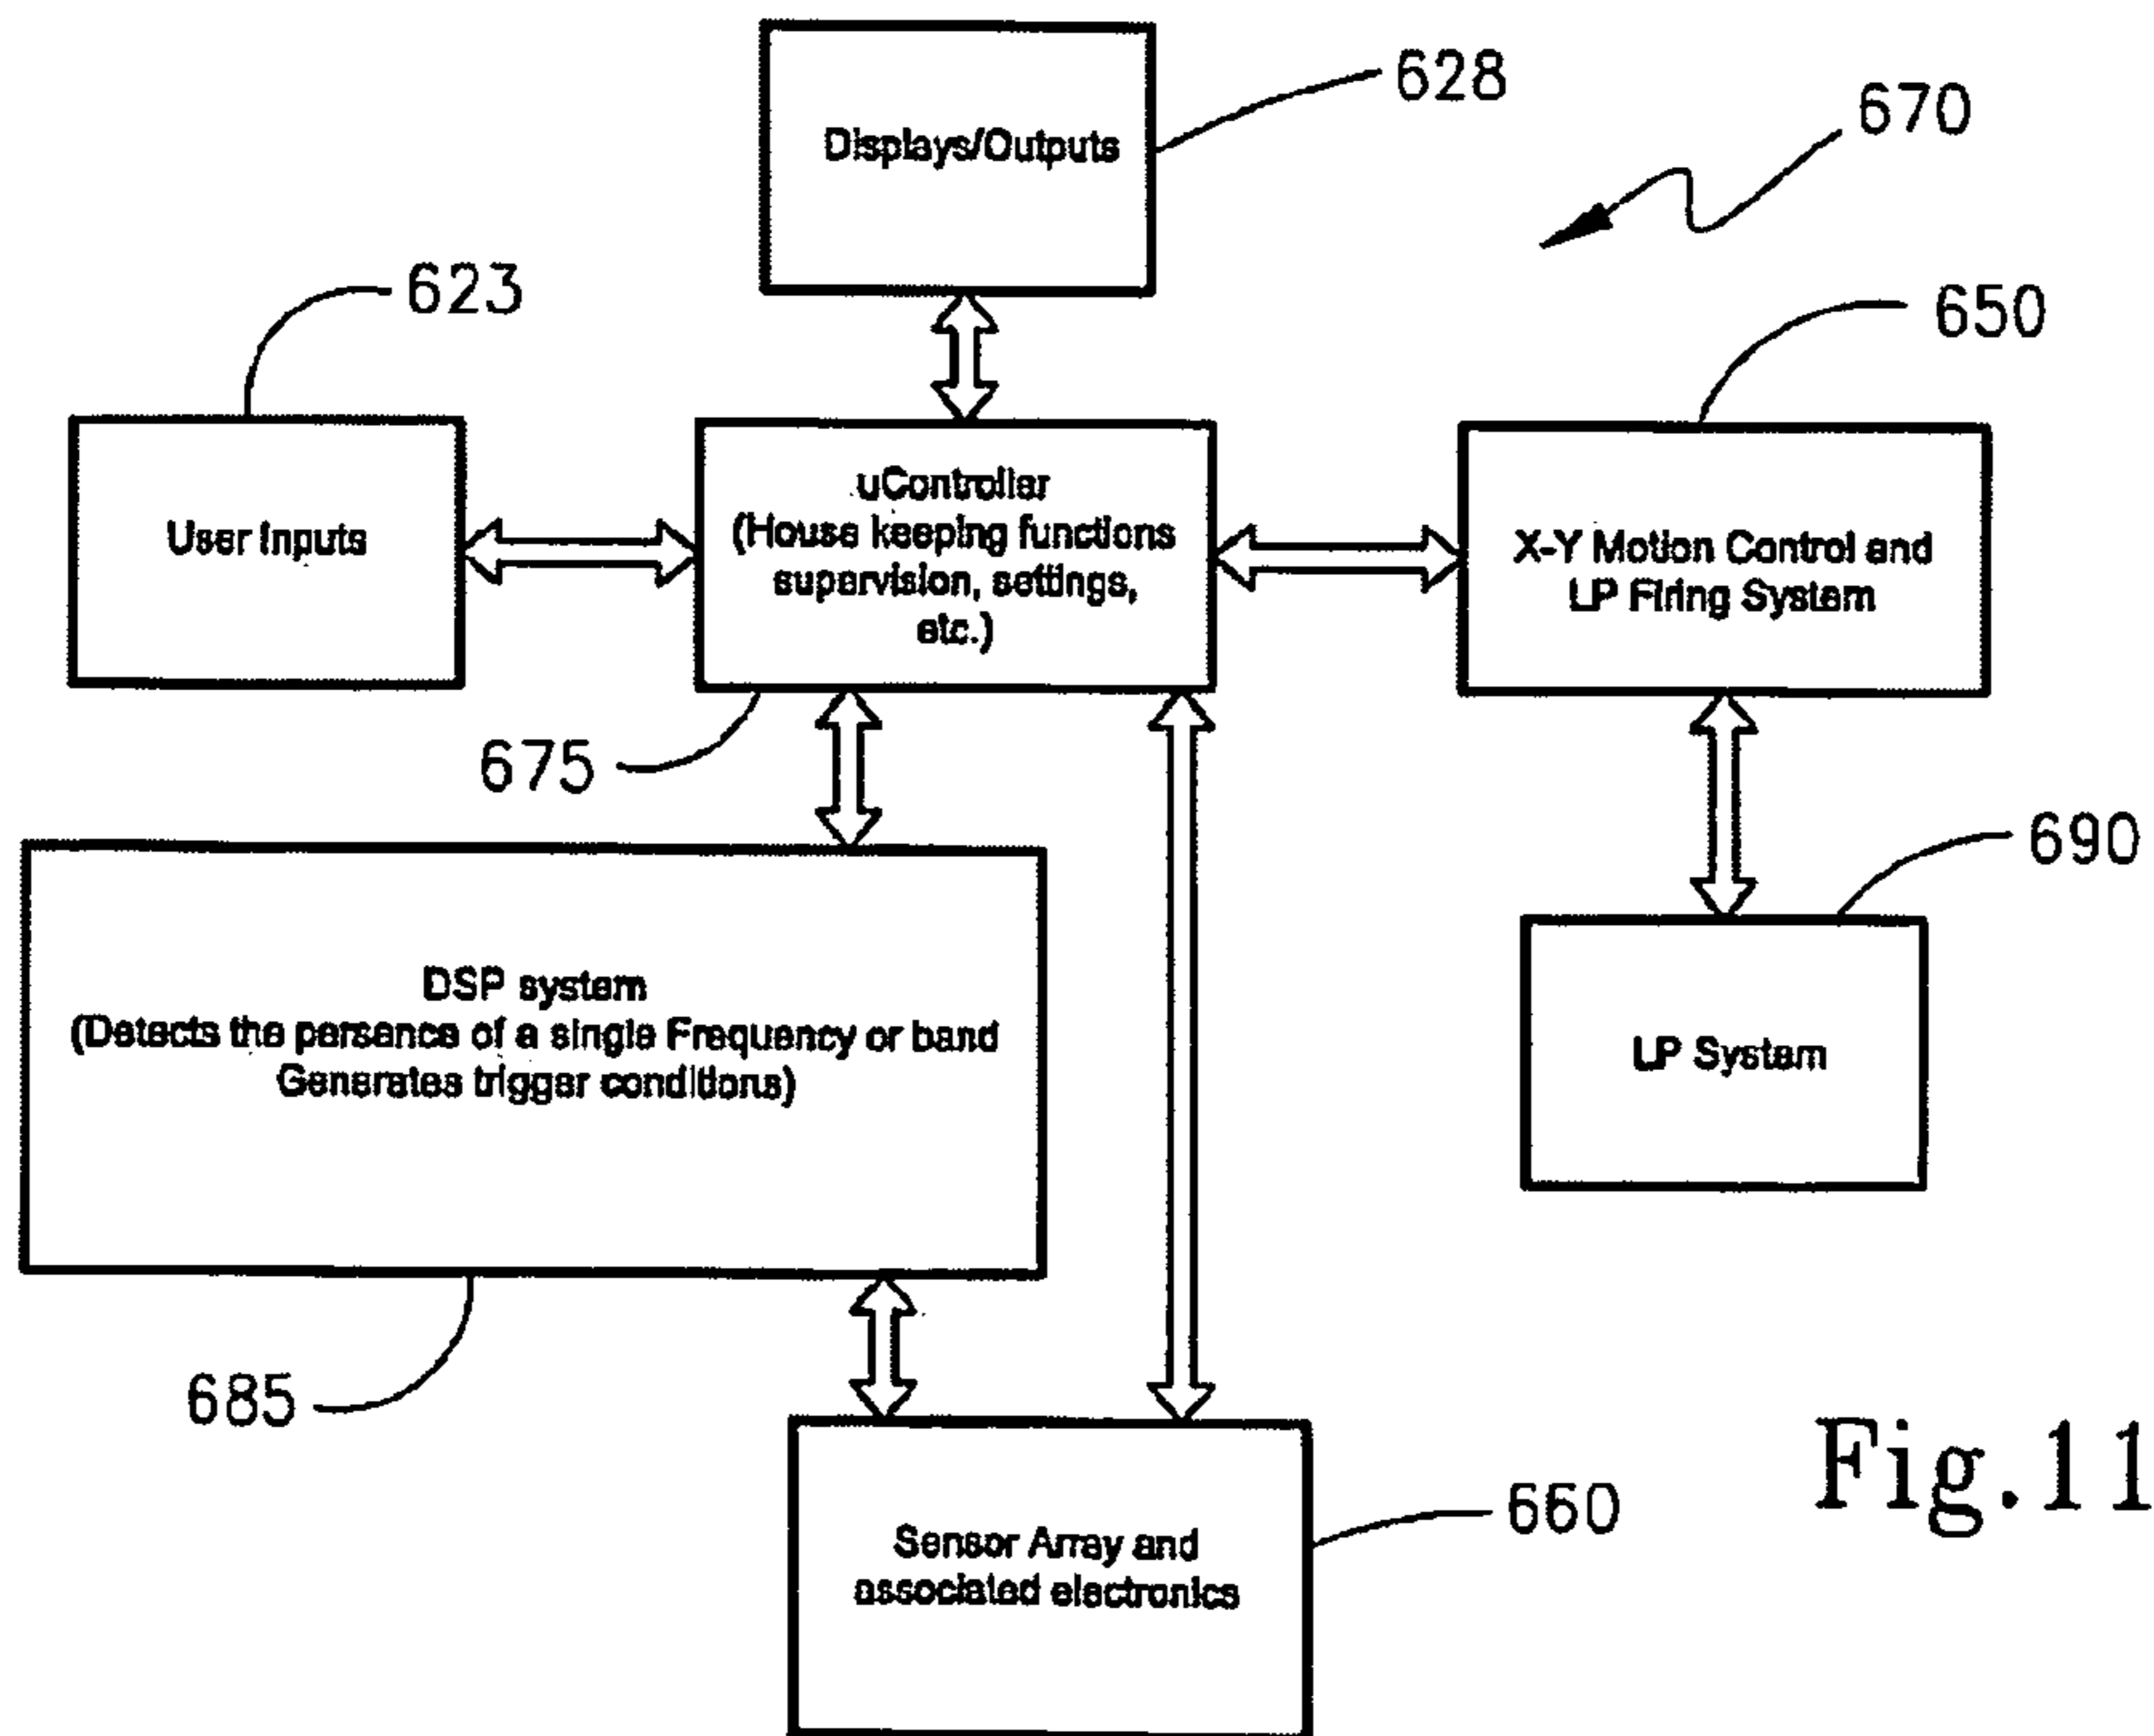 628
Displays/Outputs
670
623
650
User Inputs
uController
(House keeping functions
supervision, settings,
etc.)
X-Y Motion Control and
LP Firing System
675
690
DSP system
(Detects the persence of a single Frequency or band
Generates trigger conditions)
LP System
685
660
Sensor Array and
associated electronics
Fig.11